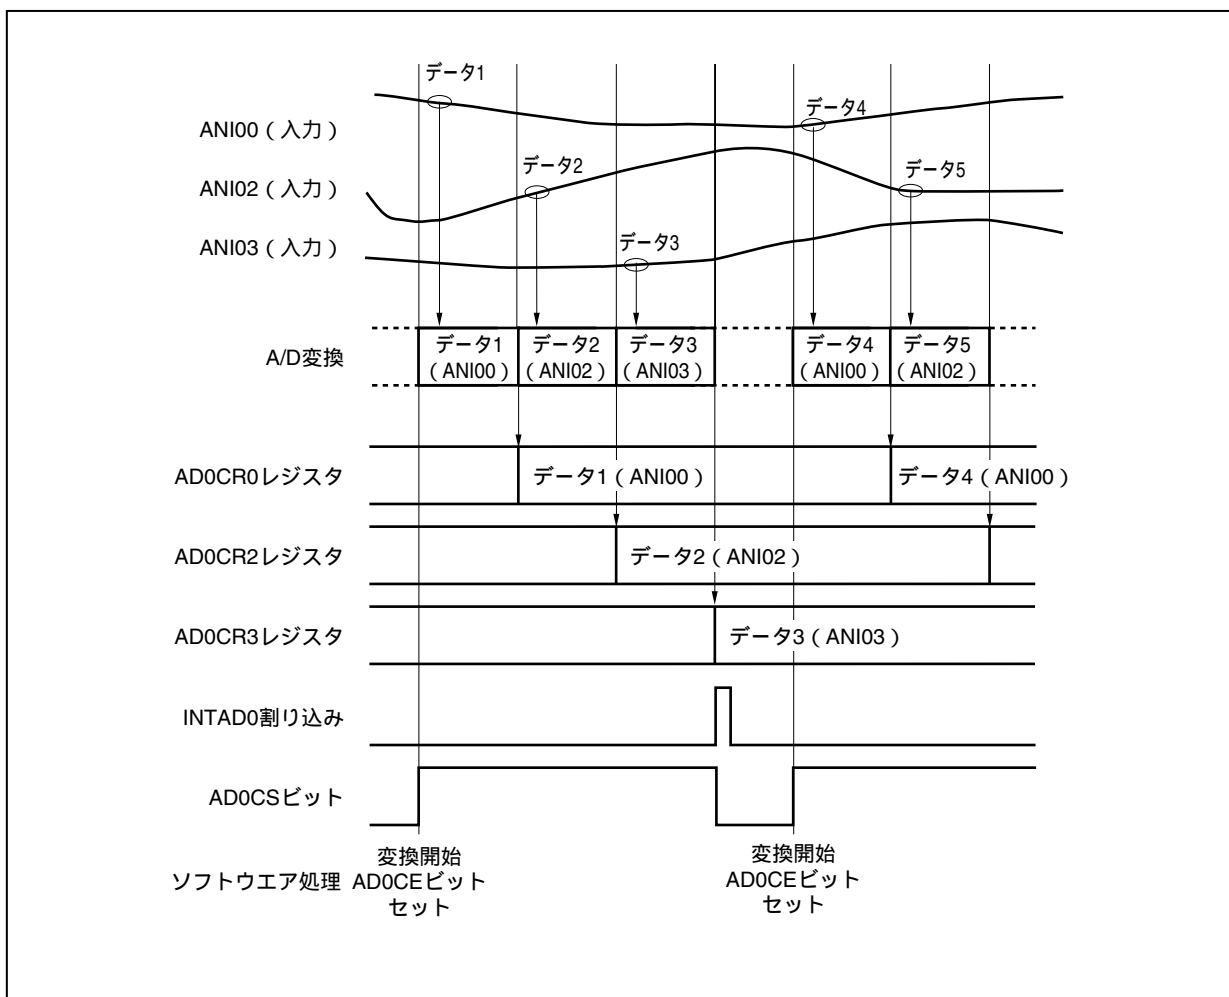 データ1
データ4
ANI00（入力）
データ2
データ5
ANI02（入力）
データ3
ANI03（入力）
A/D変換
データ1
（ANI00）
データ2
（ANI02）
データ3
（ANI03）
データ4
（ANI00）
データ5
（ANI02）
AD0CR0レジスタ
データ1（ANI00）
データ4（ANI00）
AD0CR2レジスタ
データ2（ANI02）
AD0CR3レジスタ
データ3（ANI03）
INTAD0割り込み
AD0CSビット
ソフトウエア処理
変換開始
AD0CEビット
セット
変換開始
AD0CEビット
セット